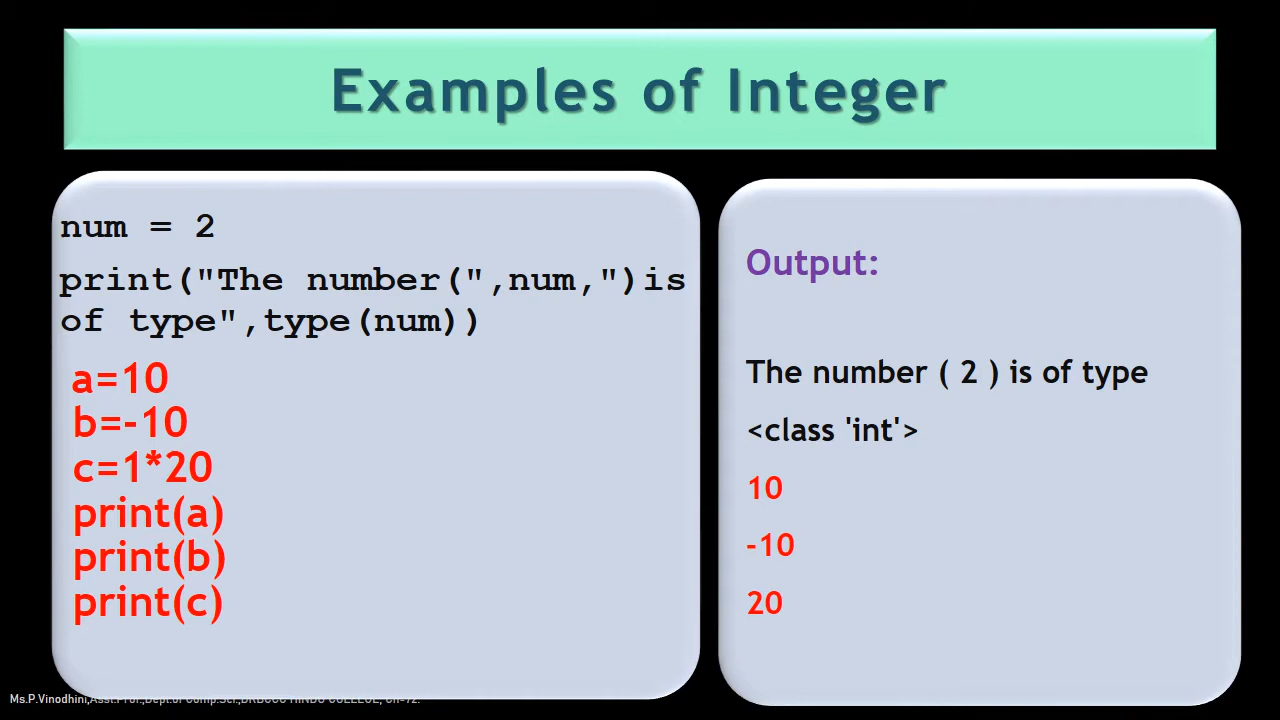 Examples of Integer
num = 2
print("The number(",num,")is
of type",type(num))
a=10
b=-10
c=1*20
print(a)
print(b)
print(c)
Output:
The number ( 2 ) is of type
<class 'int'>
10
-10
20
Ms.P.Vinodhini,Asst.Prof.,Dept.of Comp.Sci.,DRBCCC HINDU COLLEGE, Ch-72.